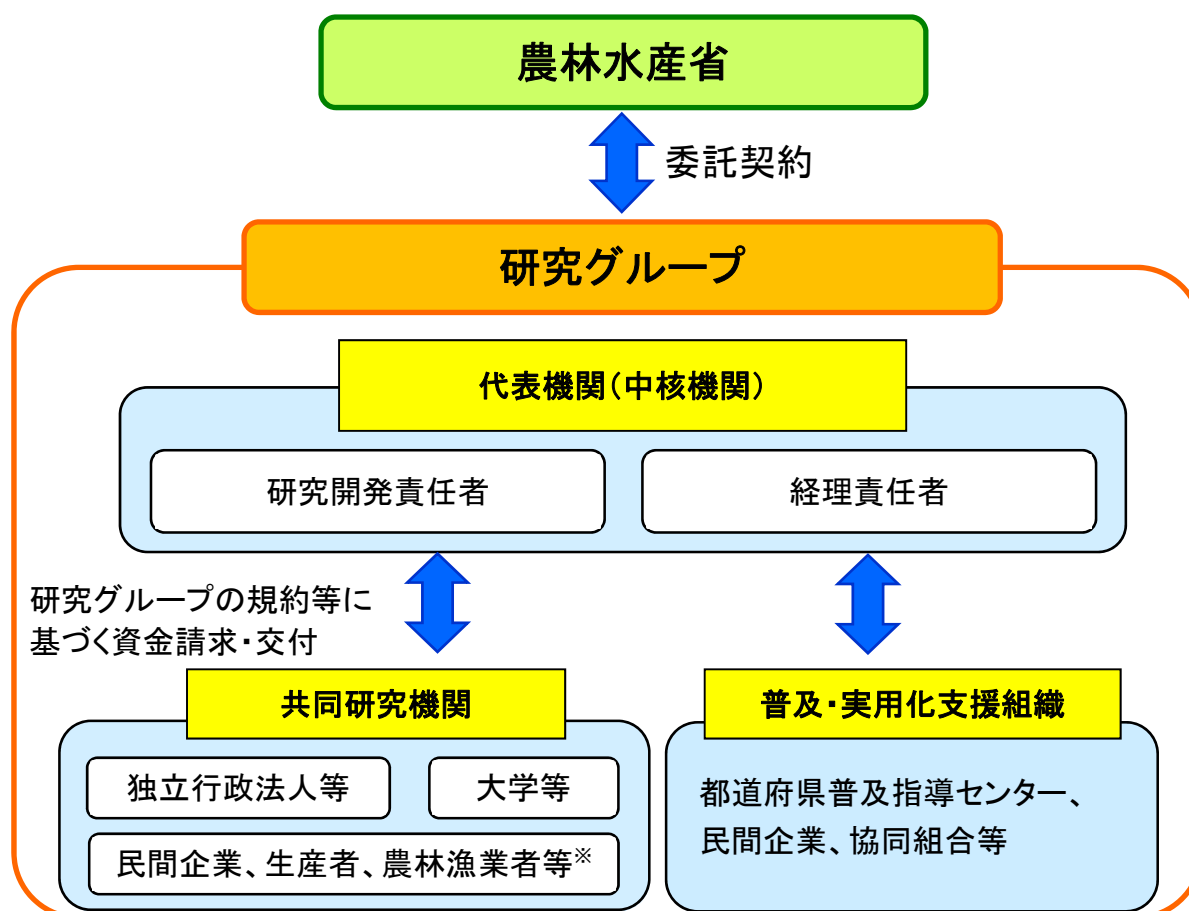 農林水産省
委託契約
研究グループ
代表機関（中核機関）
研究開発責任者
経理責任者
研究グループの規約等に
基づく資金請求・交付
共同研究機関
普及・実用化支援組織
独立行政法人等
大学等
民間企業、生産者、農林漁業者等※
都道府県普及指導センター、
民間企業、協同組合等